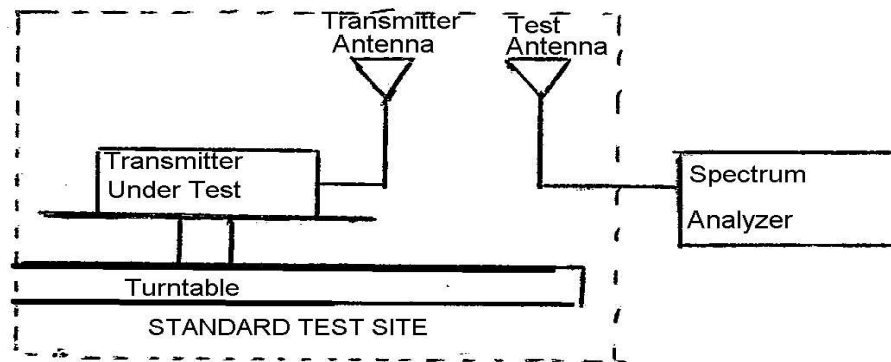 Transmitter
Antenna
Test
Antenna
Transmitter
Under Test
Spectrum
Analyzer
Turntable
STANDARD TEST SITE